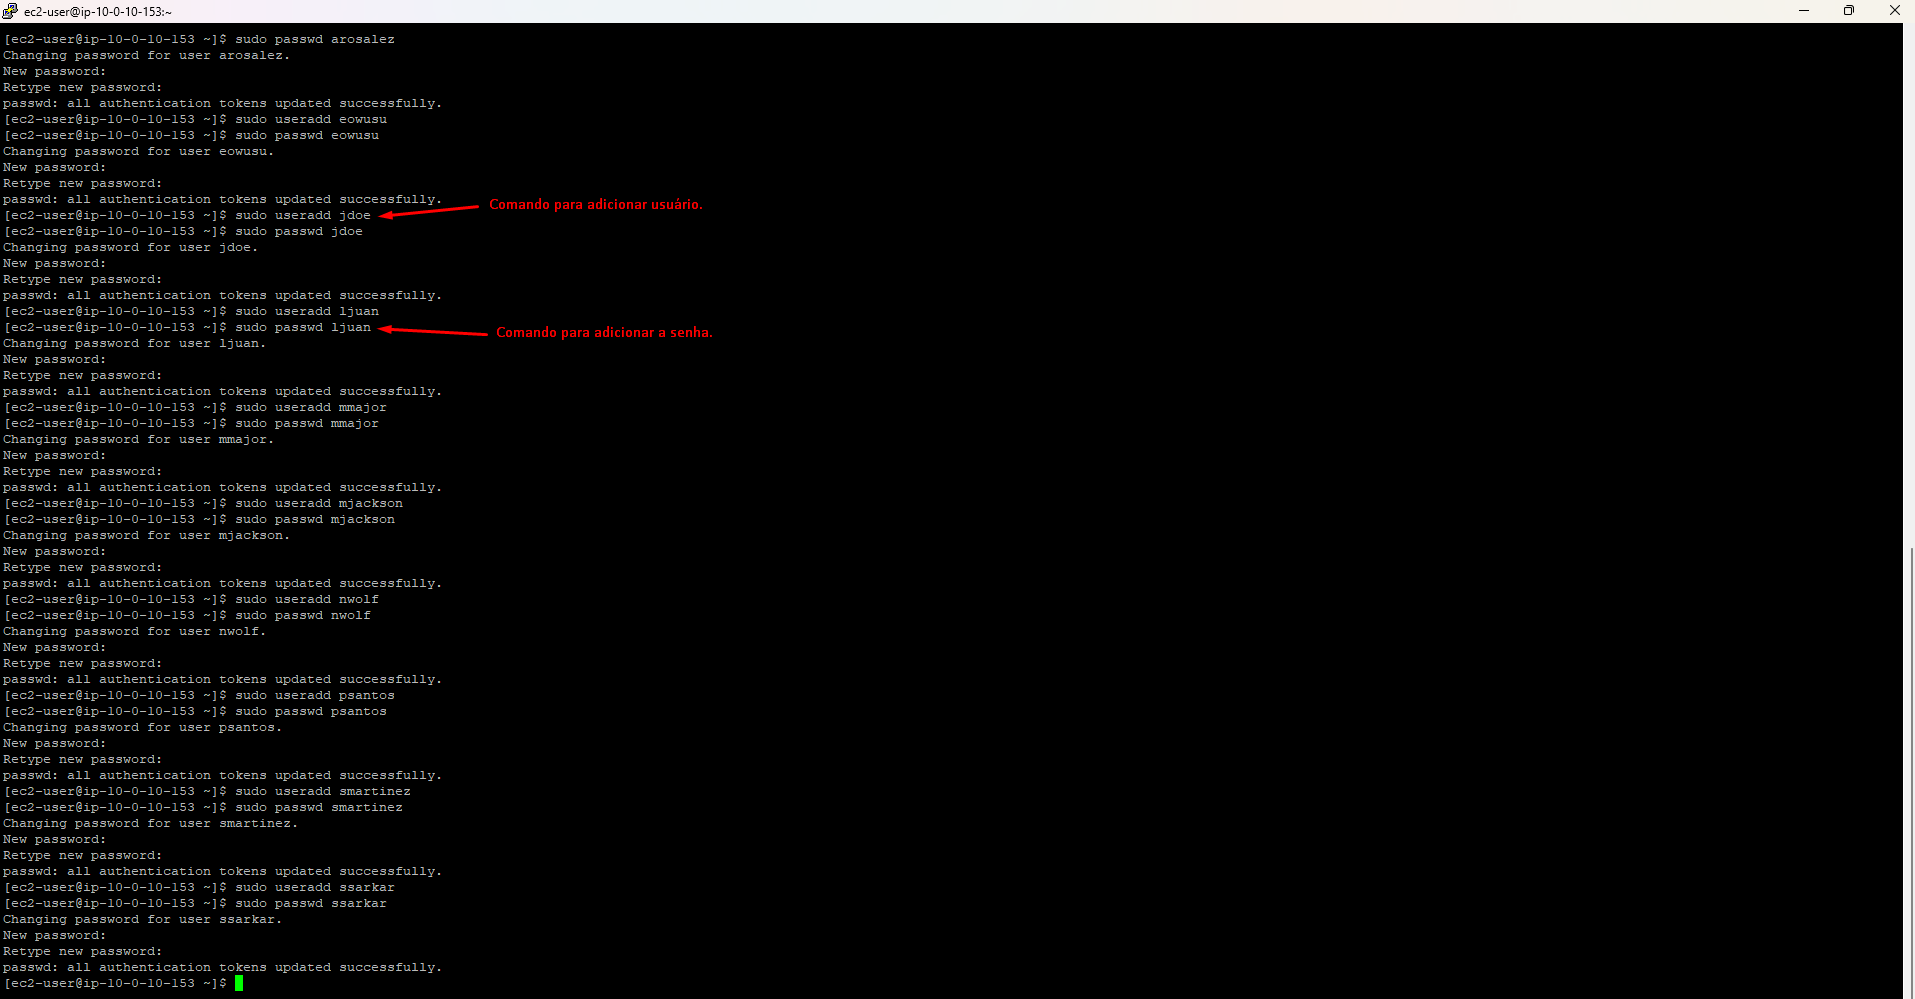 ec2-user@ip-10-0-10-153:~
[ec2-user@ip-10-0-10-153 ~]$ sudo passwd arosalez
Changing password for user arosalez.
New password:
Retype new password:
passwd: all authentication tokens updated successfully.
[ec2-user@ip-10-0-10-153 ~]$ sudo useradd eowusu
[ec2-user@ip-10-0-10-153 ~]$ sudo passwd eowusu
Changing password for user eowusu.
New password:
Retype new password:
passwd: all authentication tokens updated successfully.
[ec2-user@ip-10-0-10-153 ~]$ sudo useradd jdoe
Comando para adicionar usuário.
[ec2-user@ip-10-0-10-153 ~]$ sudo passwd jdoe
Changing password for user jdoe.
New password:
Retype new password:
passwd: all authentication tokens updated successfully.
[ec2-user@ip-10-0-10-153 ~]$ sudo useradd ljuan
[ec2-user@ip-10-0-10-153 ~]$ sudo passwd ljuan
Comando para adicionar a senha.
Changing password for user ljuan.
New password:
Retype new password:
passwd: all authentication tokens updated successfully.
[ec2-user@ip-10-0-10-153 ~]$ sudo useradd mmajor
[ec2-user@ip-10-0-10-153 ~]$ sudo passwd mmajor
Changing password for user mmajor.
New password:
Retype new password:
passwd: all authentication tokens updated successfully.
[ec2-user@ip-10-0-10-153 ~]$ sudo useradd mjackson
[ec2-user@ip-10-0-10-153 ~]$ sudo passwd mjackson
Changing password for user mjackson.
New password:
Retype new password:
passwd: all authentication tokens updated successfully.
[ec2-user@ip-10-0-10-153 ~]$ sudo useradd nwolf
[ec2-user@ip-10-0-10-153 ~]$ sudo passwd nwolf
Changing password for user nwolf.
New password:
Retype new password:
passwd: all authentication tokens updated successfully.
[ec2-user@ip-10-0-10-153 ~]$ sudo useradd psantos
[ec2-user@ip-10-0-10-153 ~]$ sudo passwd psantos
Changing password for user psantos.
New password:
Retype new password:
passwd: all authentication tokens updated successfully.
[ec2-user@ip-10-0-10-153 ~]$ sudo useradd smartinez
[ec2-user@ip-10-0-10-153 ~]$ sudo passwd smartinez
Changing password for user smartinez.
New password:
Retype new password:
passwd: all authentication tokens updated successfully.
[ec2-user@ip-10-0-10-153 ~]$ sudo useradd ssarkar
[ec2-user@ip-10-0-10-153 ~]$ sudo passwd ssarkar
Changing password for user ssarkar.
New password:
Retype new password:
passwd: all authentication tokens updated successfully.
[ec2-user@ip-10-0-10-153 ~]$